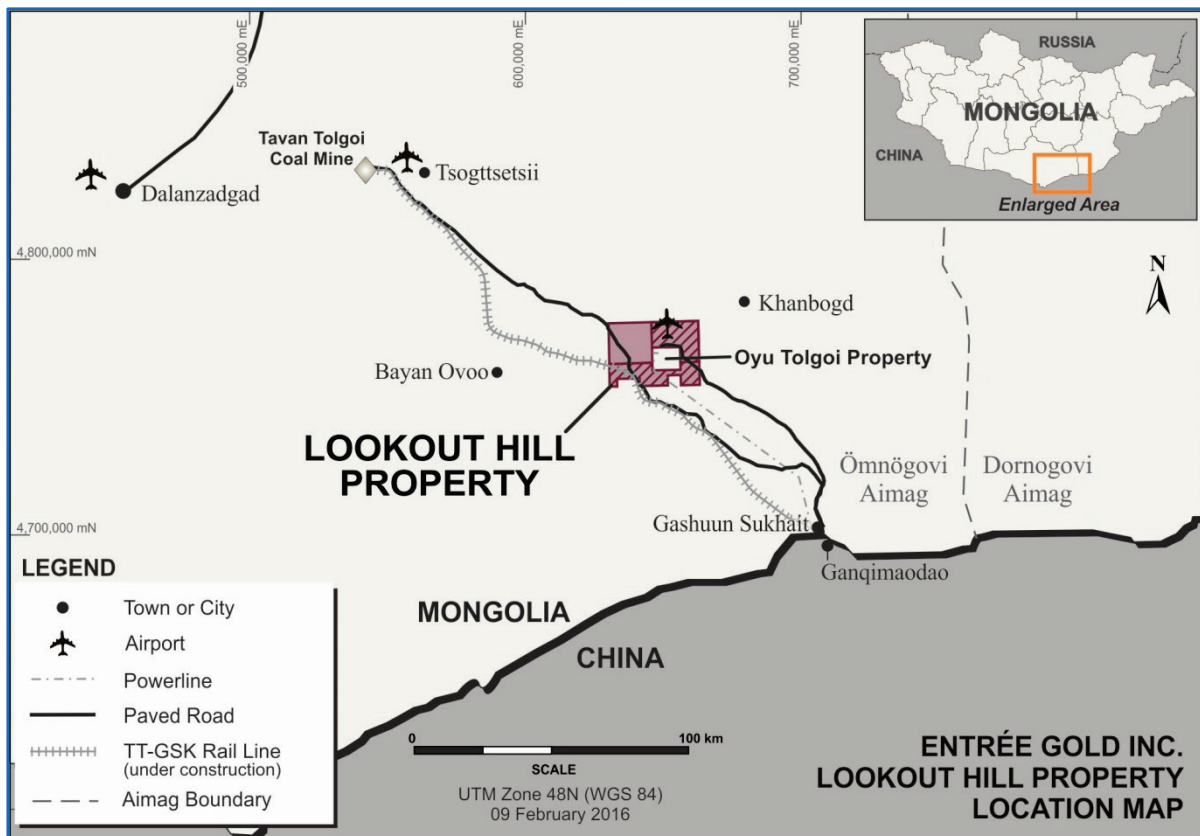 500,000 mE
600,000 mE
700,000 mE
RUSSIA
MONGOLIA
CHINA
Enlarged Area
Tavan Tolgoi
Coal Mine
Tsogttsetsii
Dalanzadgad
4,800,000 mN
N
Khanbogd
Oyu Tolgoi Property
Bayan Ovoo
LOOKOUT HILL
PROPERTY
Ömnögovi
Aimag
Dornogovi
Aimag
4,700,000 mN
Gashuun Sukhait
Ganqimaodao
MONGOLIA
CHINA
LEGEND
Town or City
Airport
Powerline
Paved Road
TT-GSK Rail Line
(under construction)
Aimag Boundary
0
100 km
SCALE
UTM Zone 48N (WGS 84)
09 February 2016
ENTRÉE GOLD INC.
LOOKOUT HILL PROPERTY
LOCATION MAP